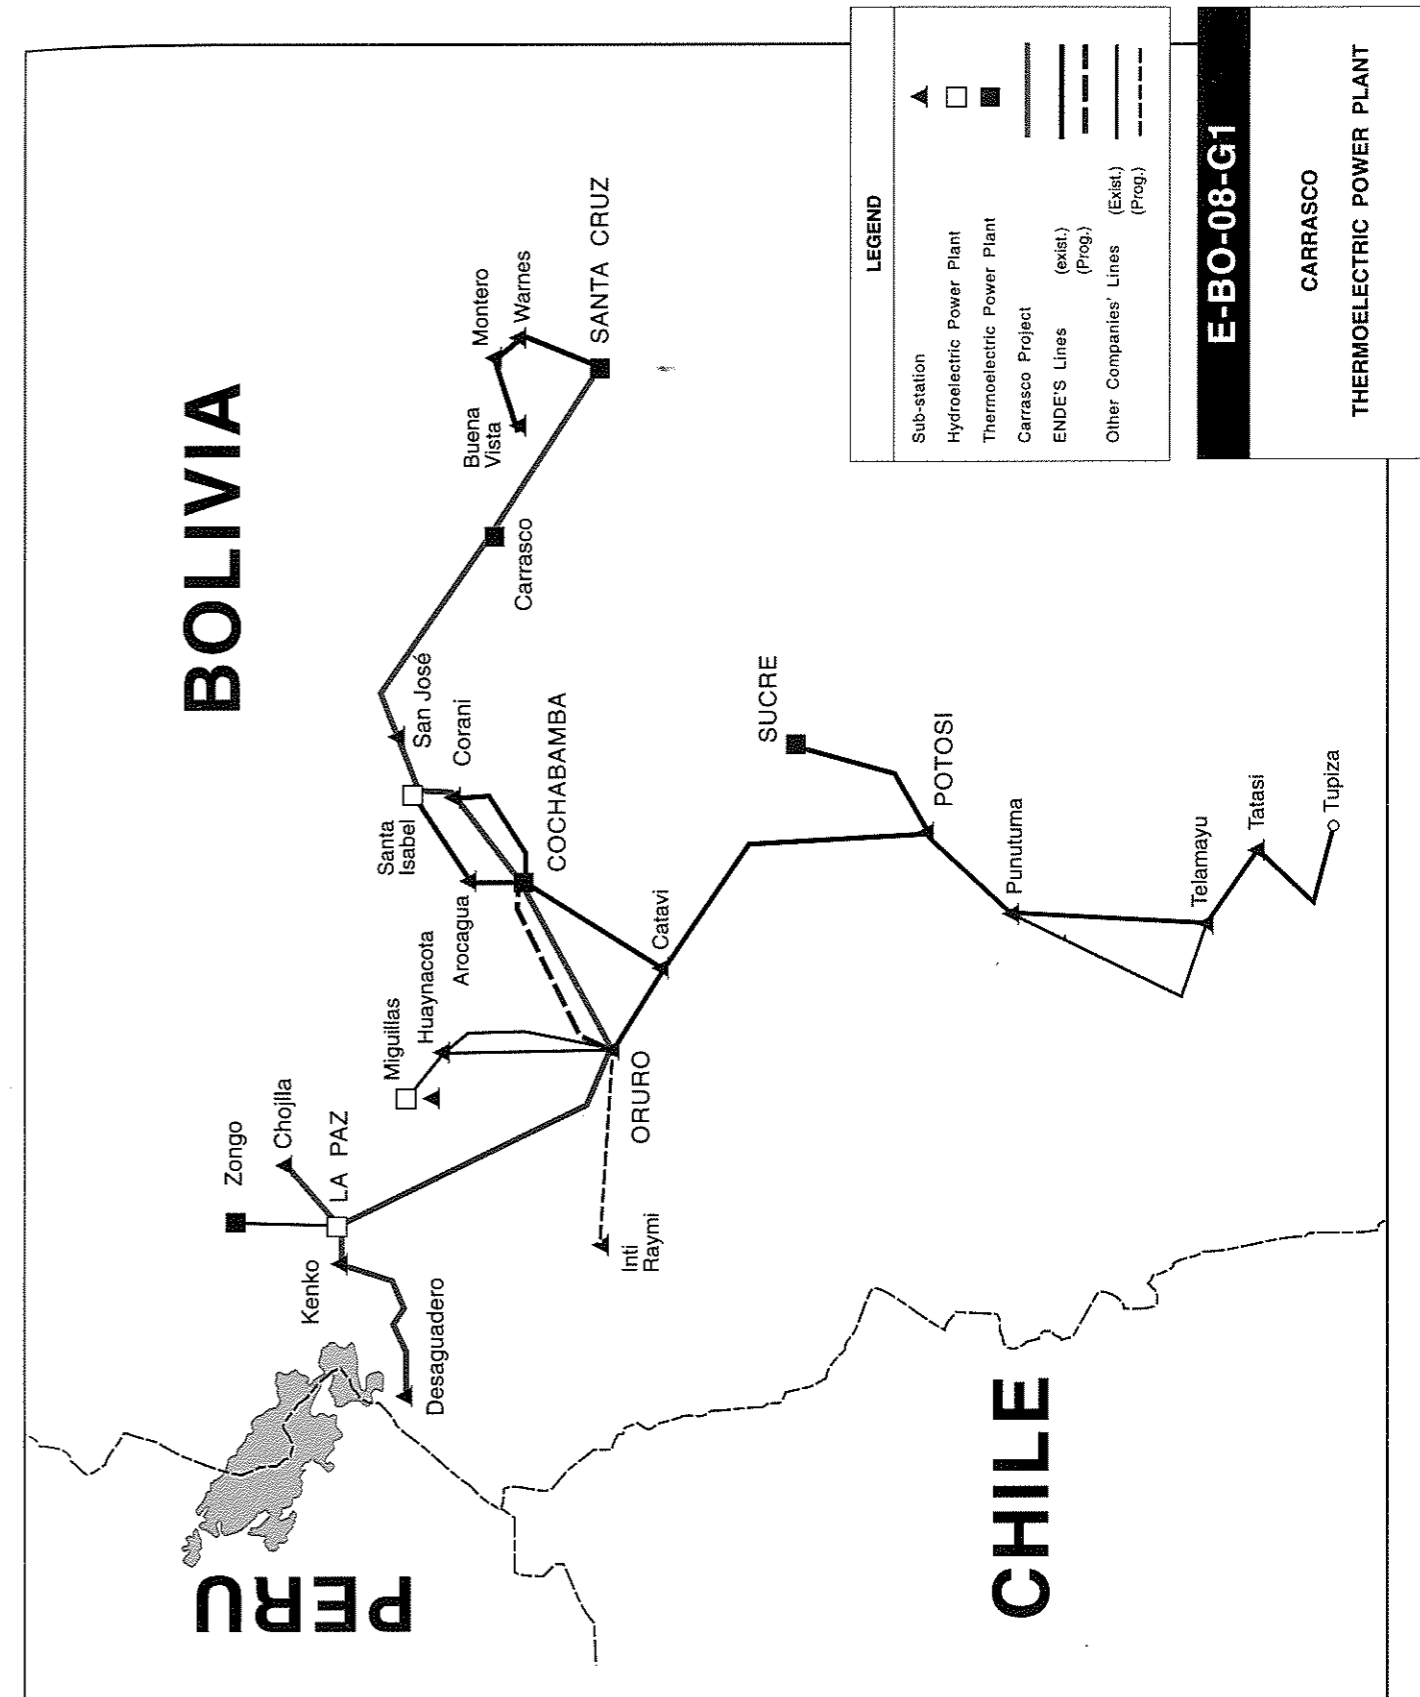 BOLIVIA
PERU
CHILE
Zongo
Chojlla
LA PAZ
Kenko
Desaguadero
Miguillas
Huaynacota
Arocagua
Santa
Isabel
San José
Corani
COCHABAMBA
Carrasco
Buena
Vista
Montero
Warnes
SANTA CRUZ
ORURO
Inti
Raymi
Catavi
SUCRE
POTOSI
Punutuma
Telamayu
Tatasi
Tupiza
LEGEND
Sub-station
Hydroelectric Power Plant
Thermoelectric Power Plant
Carrasco Project
ENDE'S Lines (exist.)
(Prog.)
Other Companies' Lines (Exist.)
(Prog.)
E-BO-08-G1
CARRASCO
THERMOELECTRIC POWER PLANT